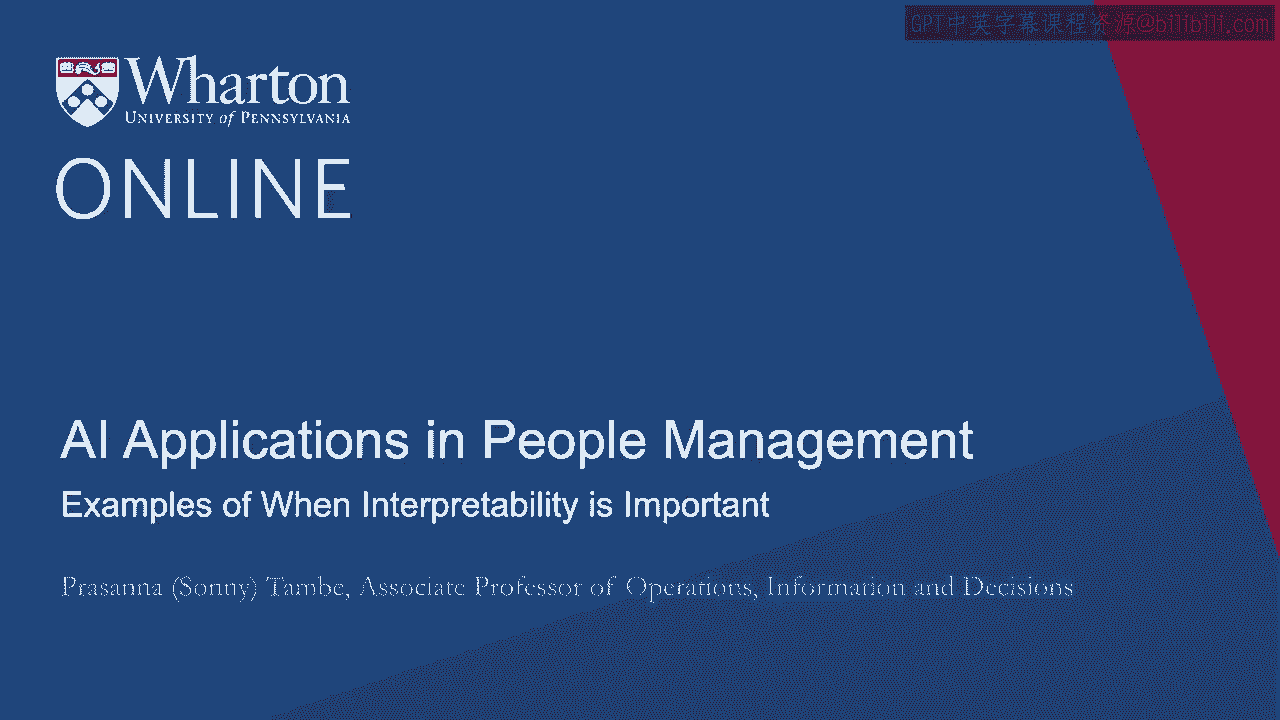 GPT中英字幕课程资源@bilibili.com
Wharton
UNIVERSITY of PENNSYLVANIA
ONLINE
AI Applications in People Management
Examples of When Interpretability is Important
Prasanna (Sonny) Tambe, Associate Professor of Operations, Information and Decisions